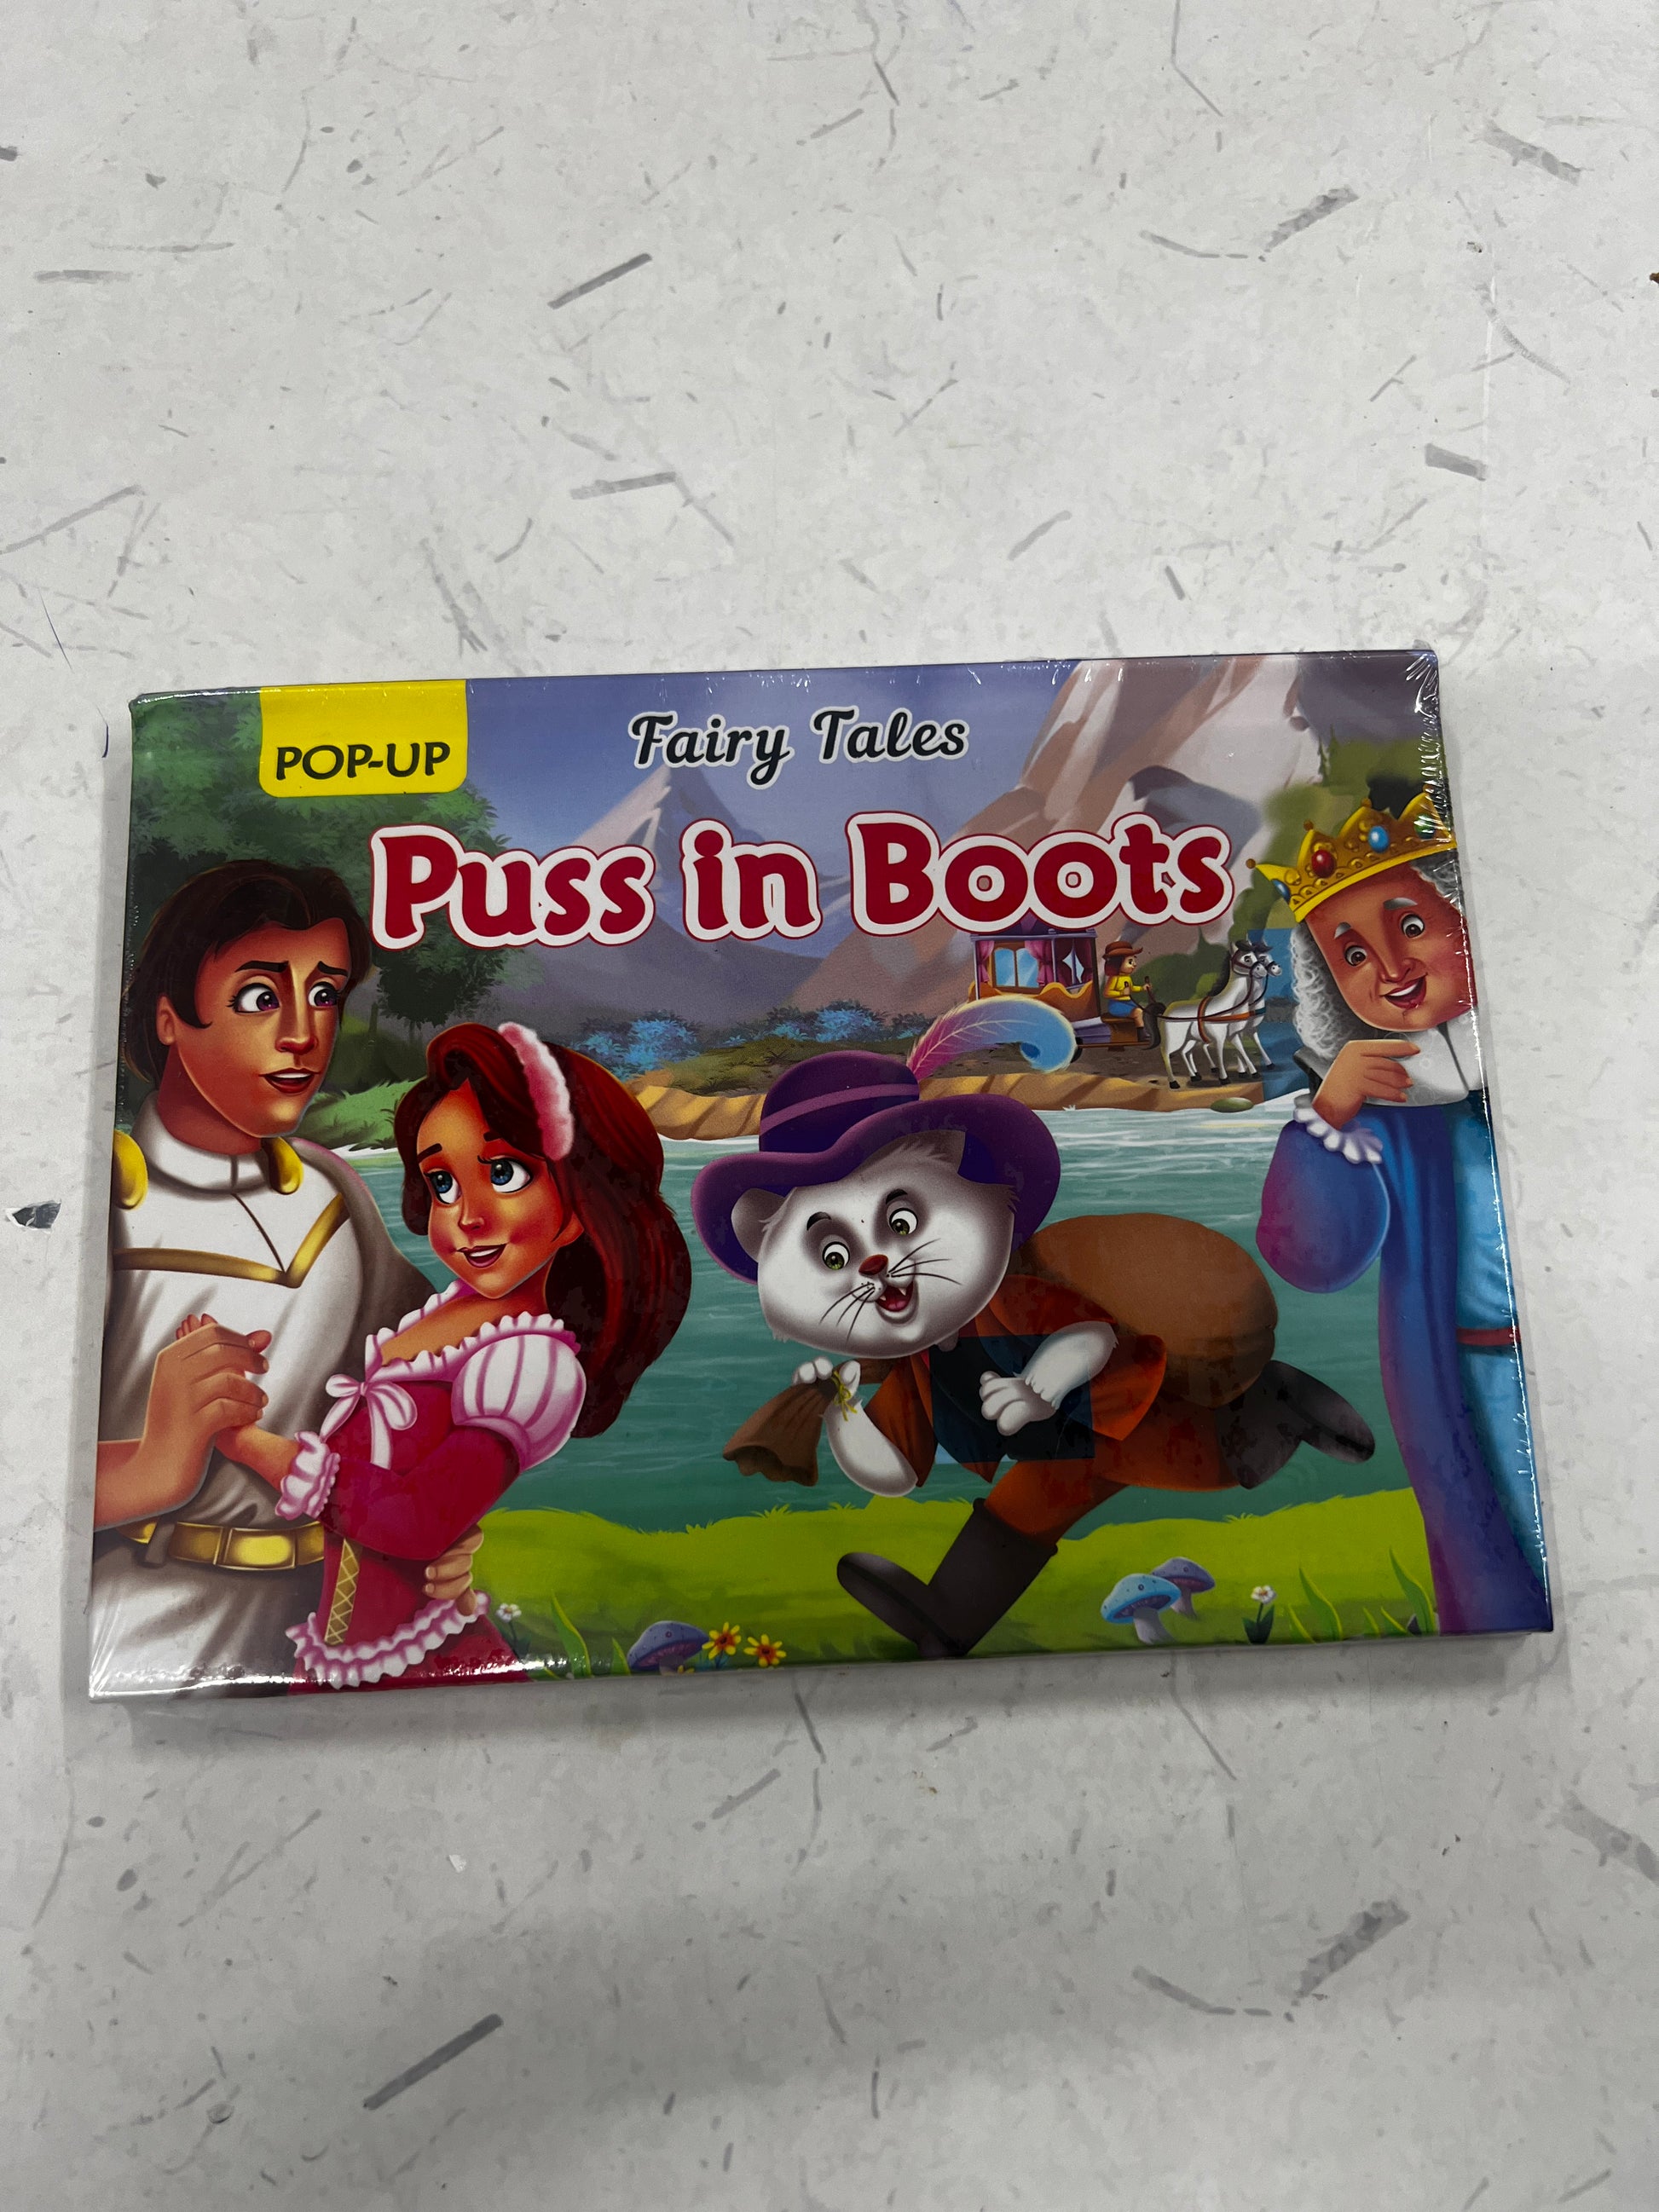 POP-UP
Fairy Tales
Puss in Boots